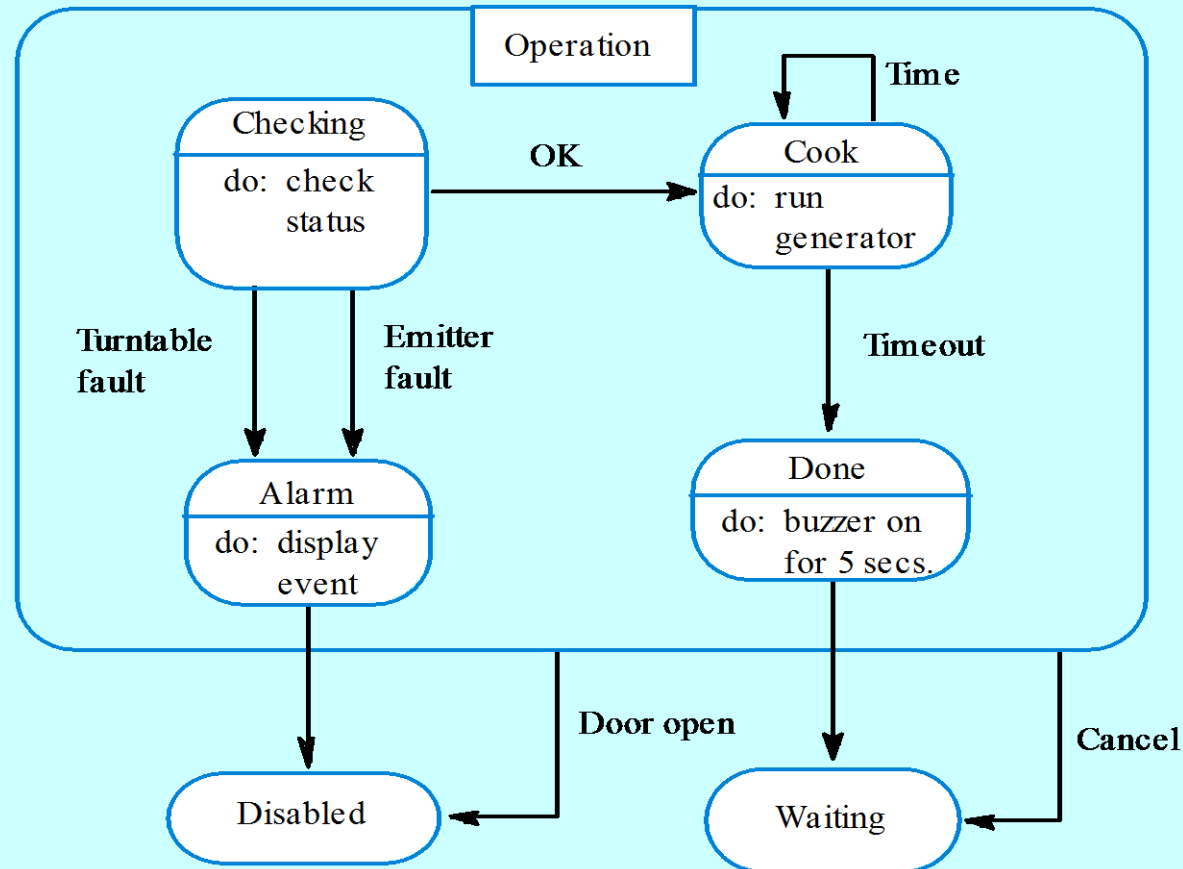 Operation
Time
Checking
do: check
status
OK
Cook
do: run
generator
Turntable
fault
Emitter
fault
Timeout
Alarm
do: display
event
Done
do: buzzer on
for 5 secs.
Door open
Cancel
Disabled
Waiting